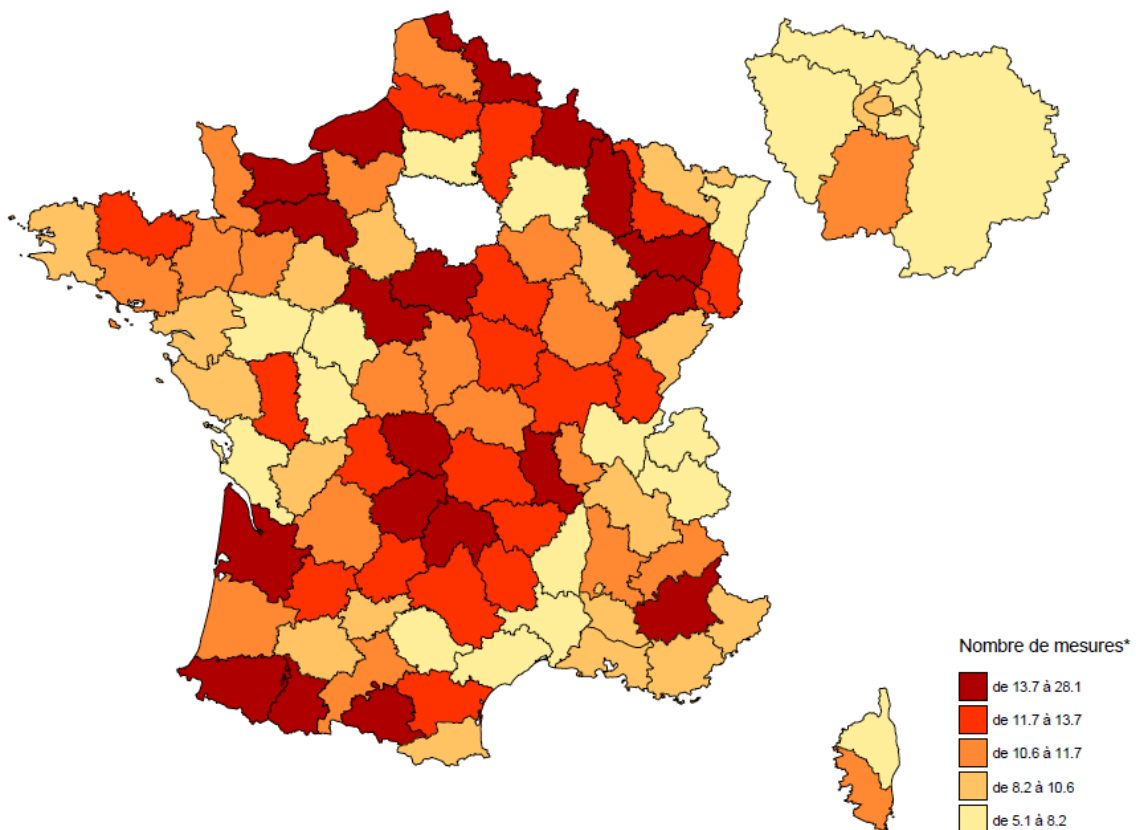 Nombre de mesures*
de 13.7 à 28.1
de 11.7 à 13.7
de 10.6 à 11.7
de 8.2 à 10.6
de 5.1 à 8.2